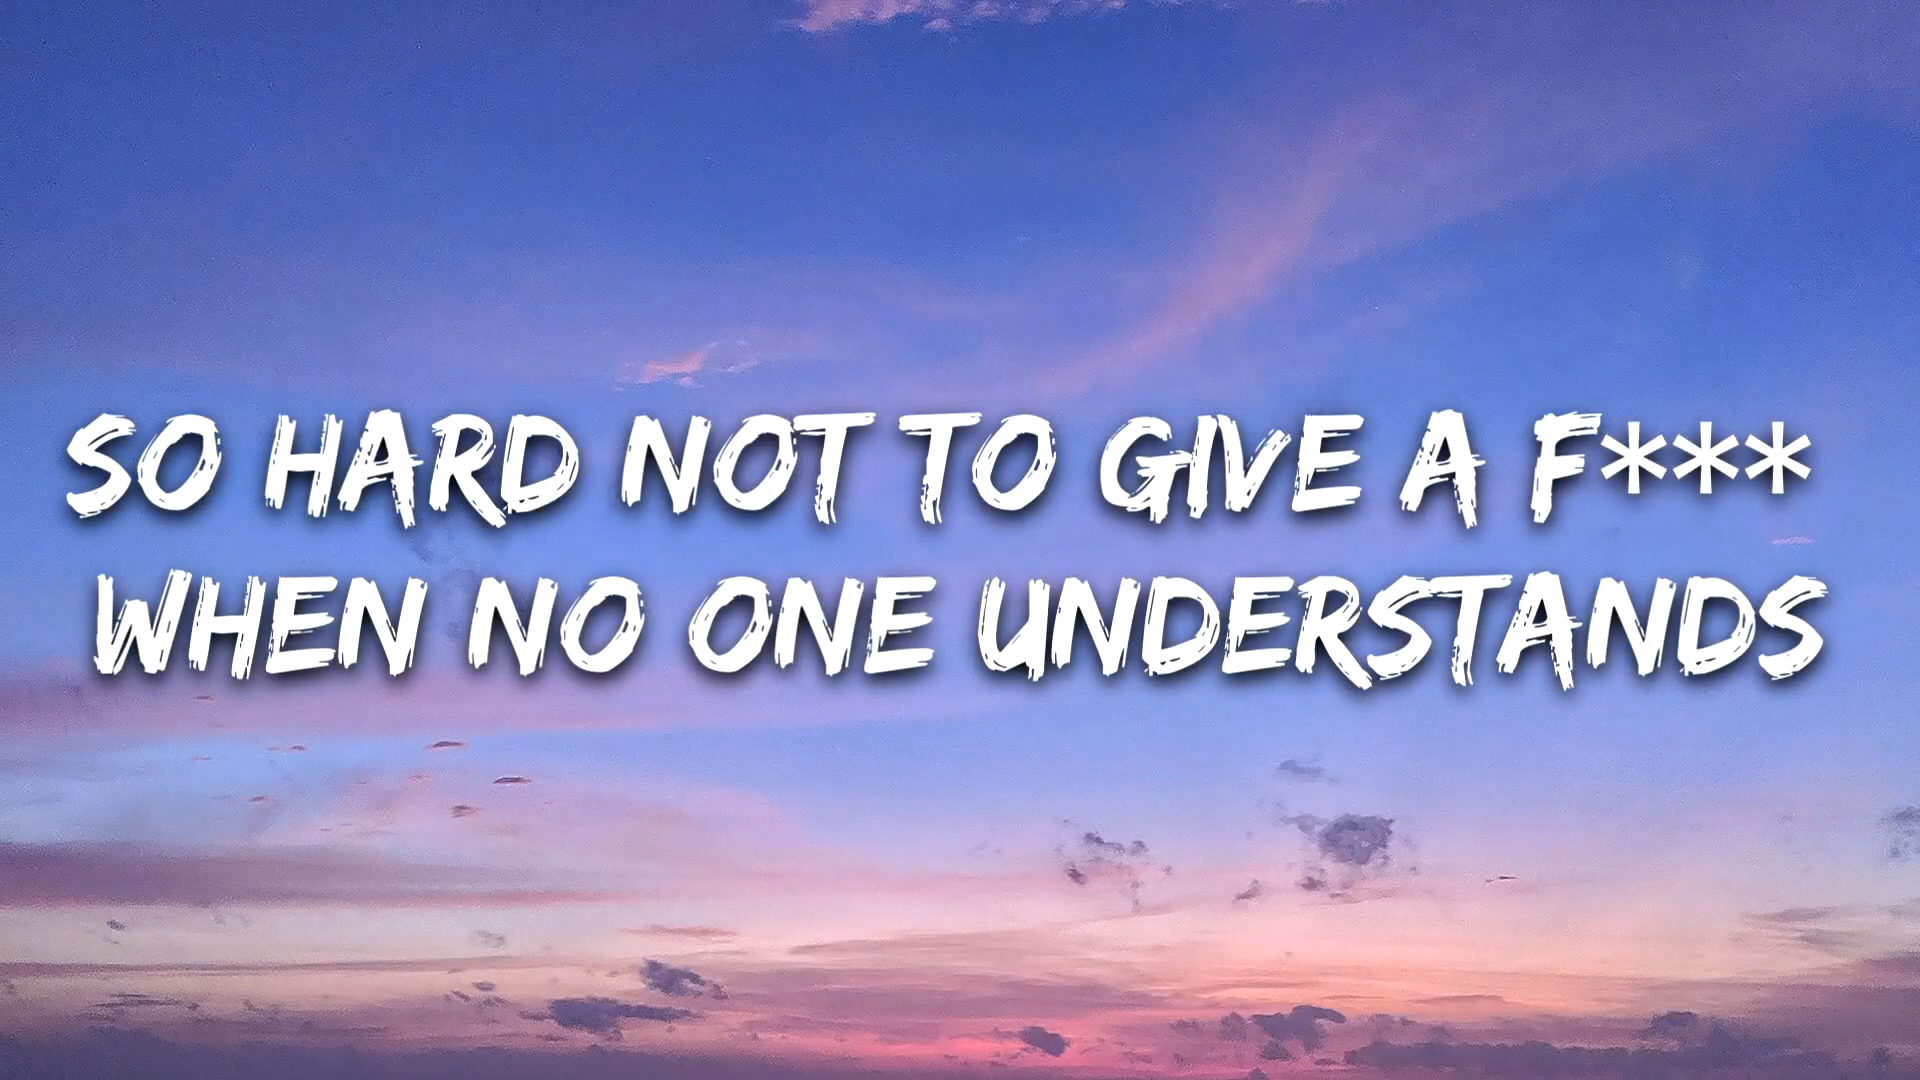 SO HARD NOT TO GIVE A F***
WHEN NO ONE UNDERSTANDS